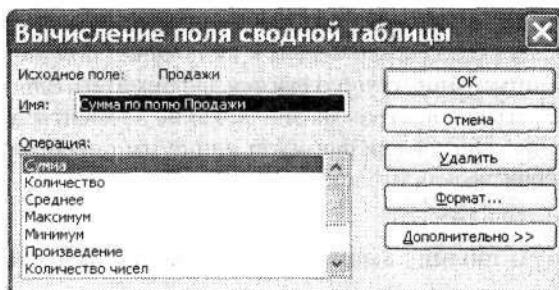 Вычисление поля сводной таблицы
Исходное поле: Продажи
Имя: Сумма по полю Продажи
Операция:
Сумма
Количество
Среднее
Максимум
Минимум
Произведение
Количество чисел
ОК
Отмена
Удалить
Формат...
Дополнительно >>